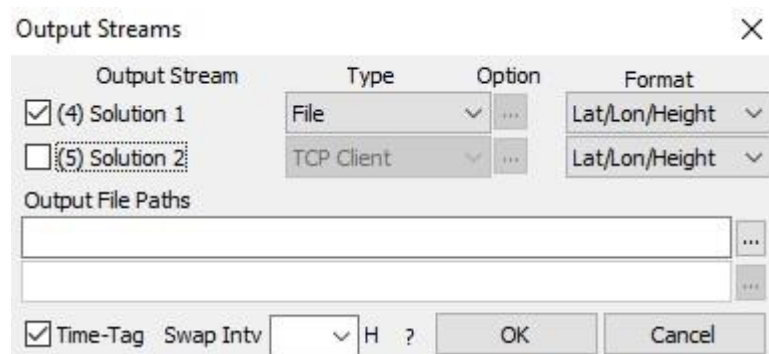 Output Streams
Output Stream Type Option Format
(4) Solution 1 File ... Lat/Lon/Height
(5) Solution 2 TCP Client ... Lat/Lon/Height
Output File Paths
...
...
Time-Tag Swap Intv H ? OK Cancel